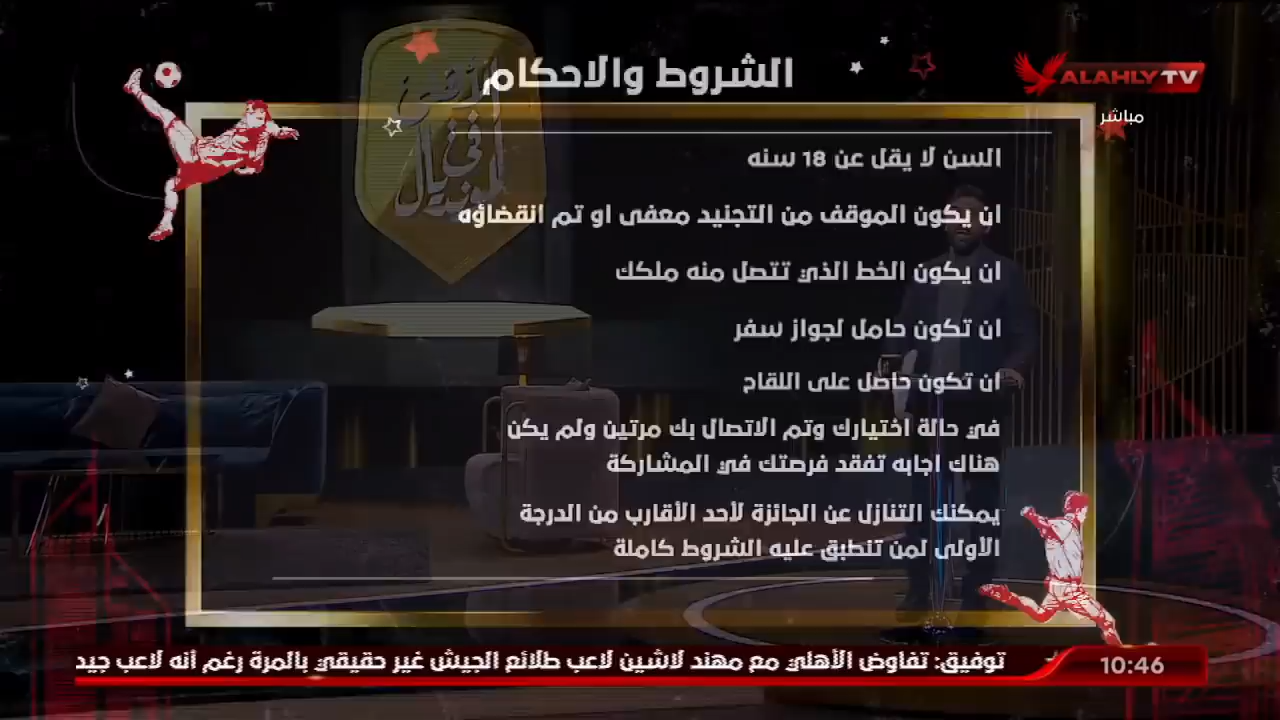 الشروط والاحكام
ALAHLY TV
مباشر
السن لا يقل عن 18 سنه
ان يكون الموقف من التجنيد معفى او تم انقضاؤه
ان يكون الخط الذي تتصل منه ملكك
ان تكون حامل لجواز سفر
ان تكون حاصل على اللقاح
في حالة اختيارك وتم الاتصال بك مرتين ولم يكن
هناك اجابه تفقد فرصتك في المشاركة
يمكنك التنازل عن الجائزة لأحد الأقارب من الدرجة
الأولى لمن تنطبق عليه الشروط كاملة
توفيق: تفاوض الأهلي مع مهند لاشين لاعب طلائع الجيش غير حقيقي بالمرة رغم أنه لاعب جيد
10:46